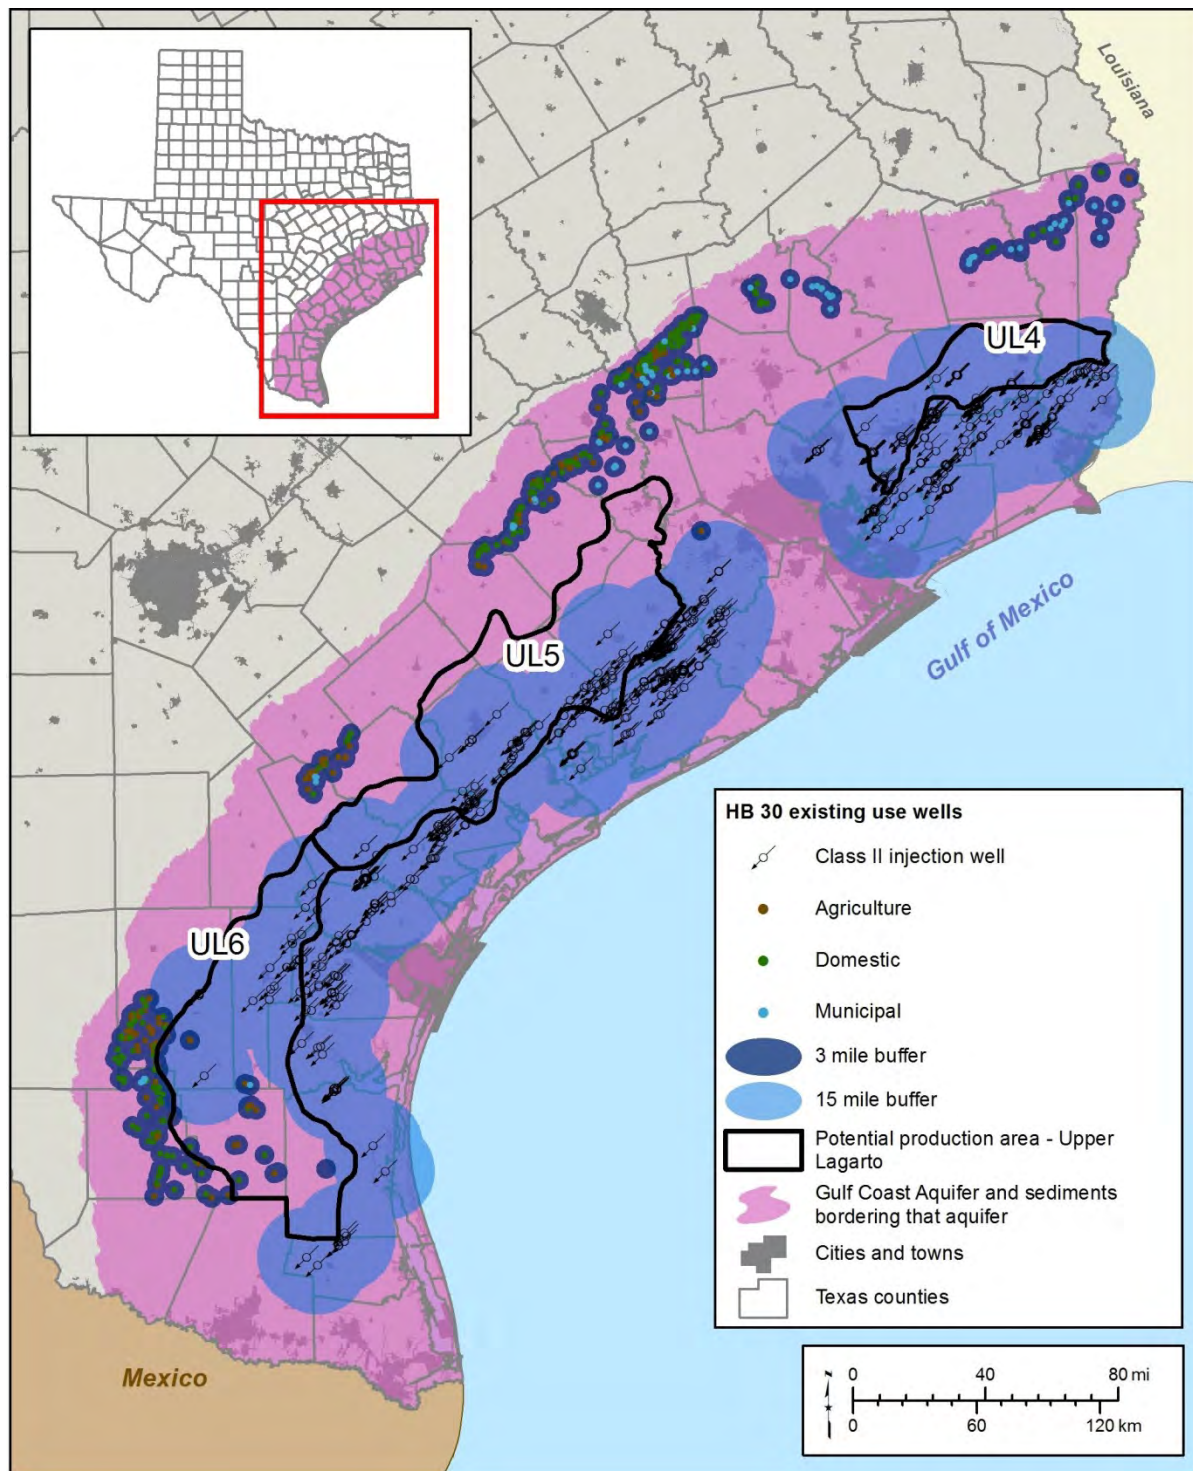 Louisiana
UL4
UL5
Gulf of Mexico
UL6
Mexico
HB 30 existing use wells
Class II injection well
Agriculture
Domestic
Municipal
3 mile buffer
15 mile buffer
Potential production area - Upper
Lagarto
Gulf Coast Aquifer and sediments
bordering that aquifer
Cities and towns
Texas counties
N
0 40 80 mi
0 60 120 km